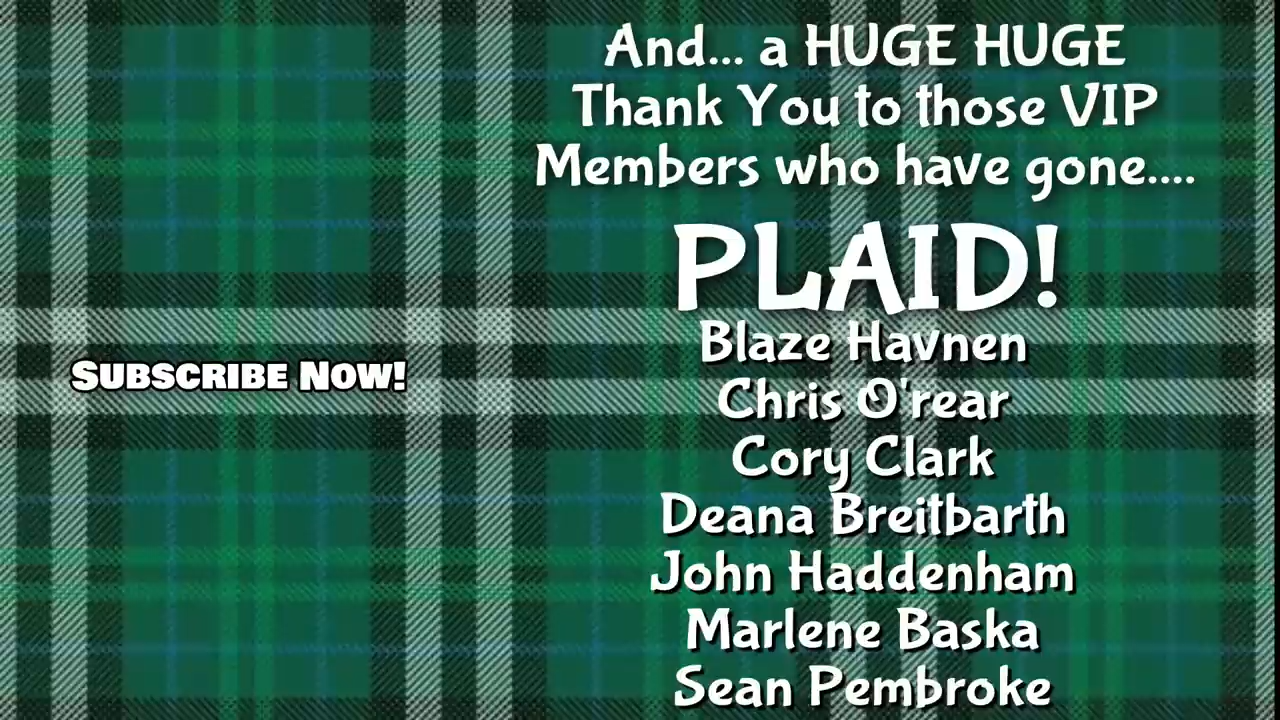 And... a HUGE HUGE
Thank You to those VIP
Members who have gone....
PLAID!
Subscribe Now!
Blaze Havnen
Chris O'rear
Cory Clark
Deana Breitbarth
John Haddenham
Marlene Baska
Sean Pembroke